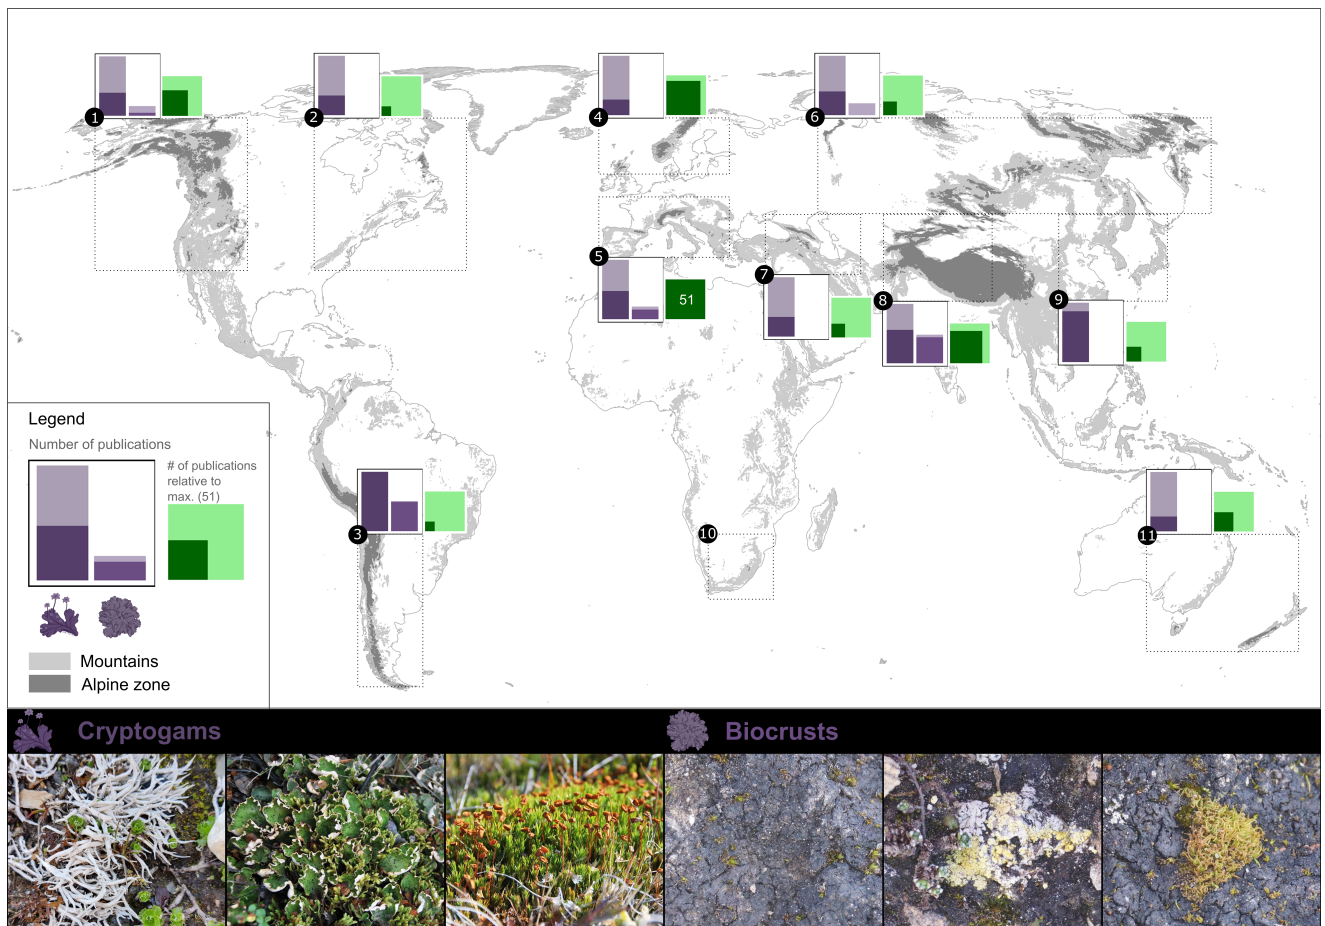 1
2
4
6
5
51
7
8
9
3
10
11
Legend
Number of publications
# of publications
relative to
max. (51)
Mountains
Alpine zone
Cryptogams
Biocrusts